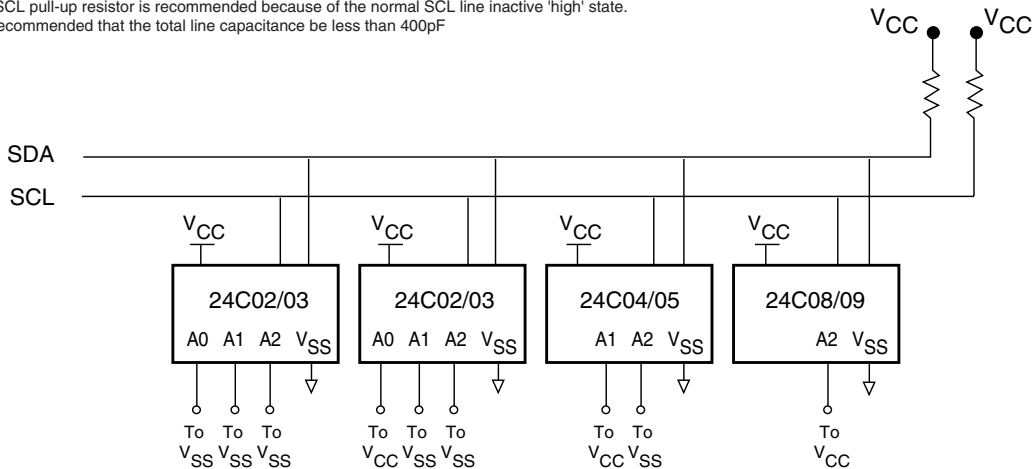 SCL pull-up resistor is recommended because of the normal SCL line inactive 'high' state.
ecommended that the total line capacitance be less than 400pF
VCC VCC
SDA
SCL
VCC VCC VCC VCC
24C02/03 24C02/03 24C04/05 24C08/09
A0 A1 A2 VSS A0 A1 A2 VSS A1 A2 VSS A2 VSS
To To To To To To To To To
VSS VSS VSS VCC VSS VSS VCC VSS VCC